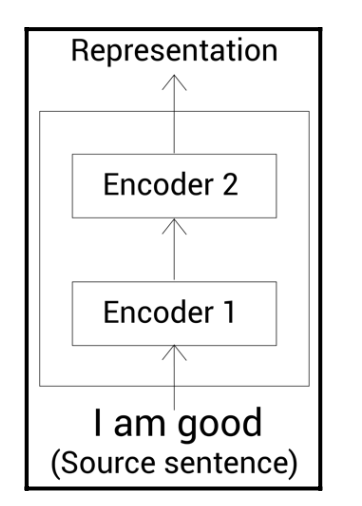 Representation
Encoder 2
Encoder 1
I am good
(Source sentence)